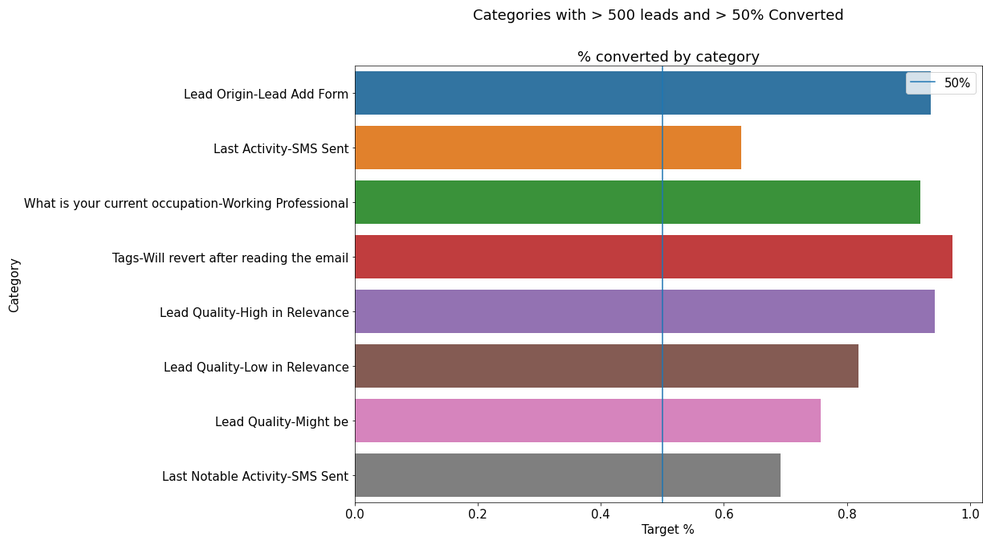 Categories with > 500 leads and > 50% Converted
% converted by category
50%
Lead Origin-Lead Add Form
Last Activity-SMS Sent
What is your current occupation-Working Professional
Tags-Will revert after reading the email
Lead Quality-High in Relevance
Lead Quality-Low in Relevance
Lead Quality-Might be
Last Notable Activity-SMS Sent
Category
0.0 0.2 0.4 0.6 0.8 1.0
Target %